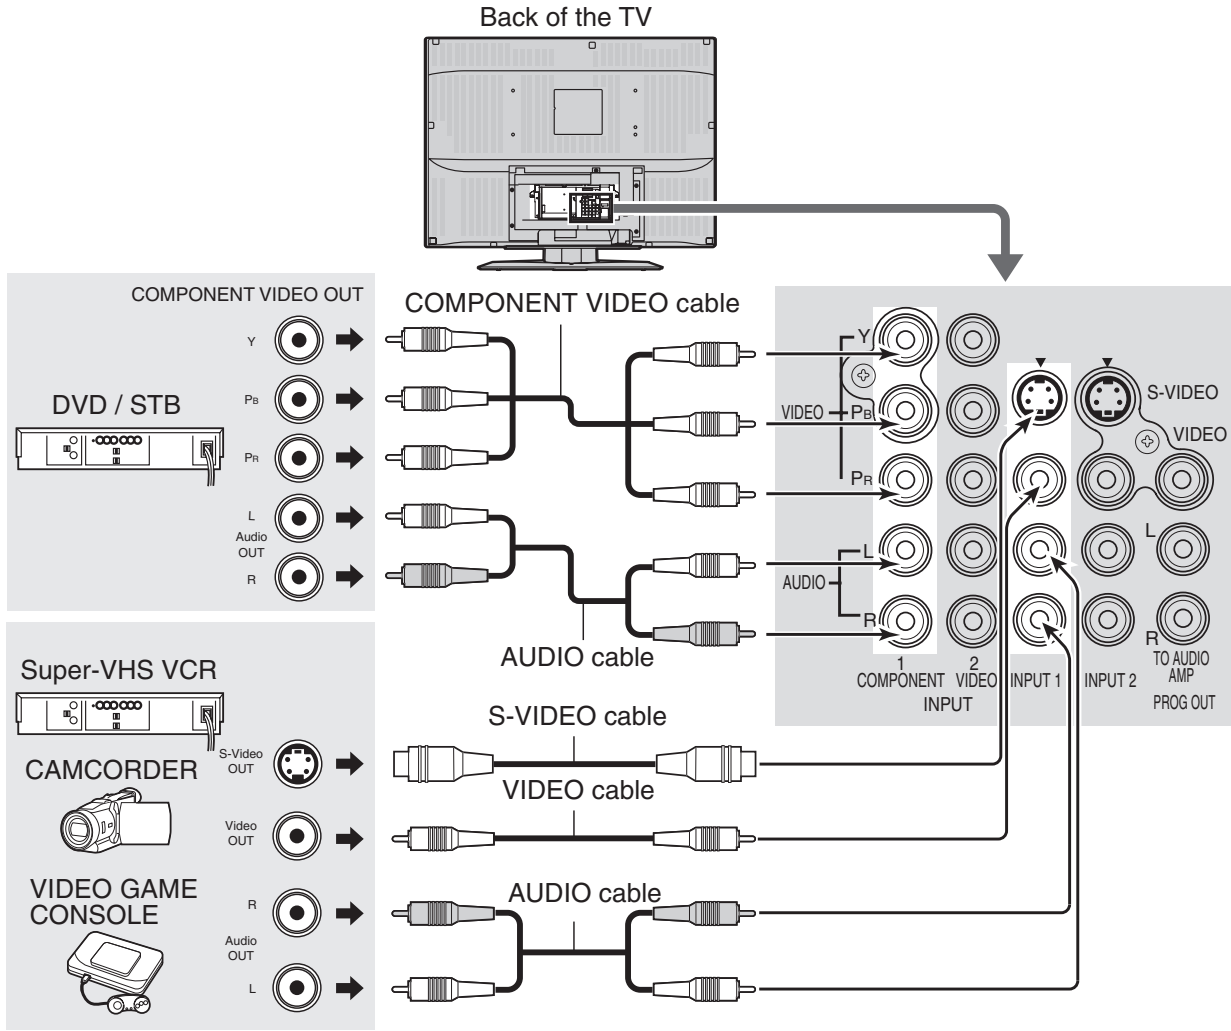 Back of the TV
COMPONENT VIDEO OUT
Y
PB
PR
L
Audio
OUT
R
DVD / STB
COMPONENT VIDEO cable
AUDIO cable
Y
VIDEO
PB
PR
L
AUDIO
R
S-VIDEO
VIDEO
L
R
1
COMPONENT
2
VIDEO
INPUT
INPUT 1
INPUT 2
TO AUDIO
AMP
PROG OUT
Super-VHS VCR
CAMCORDER
VIDEO GAME
CONSOLE
S-Video
OUT
Video
OUT
R
Audio
OUT
L
S-VIDEO cable
VIDEO cable
AUDIO cable